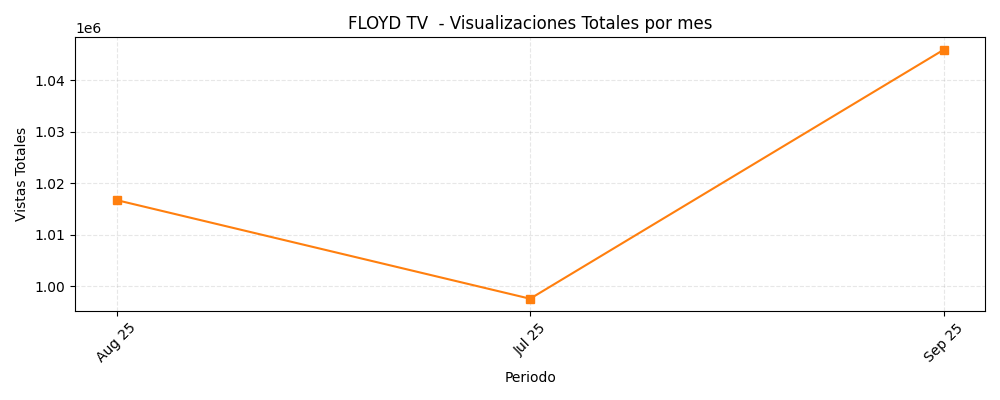 FLOYD TV  - Visualizaciones Totales por mes
1e6
1.04
1.03
1.02
1.01
1.00
Vistas Totales
Aug 25
Jul 25
Sep 25
Periodo